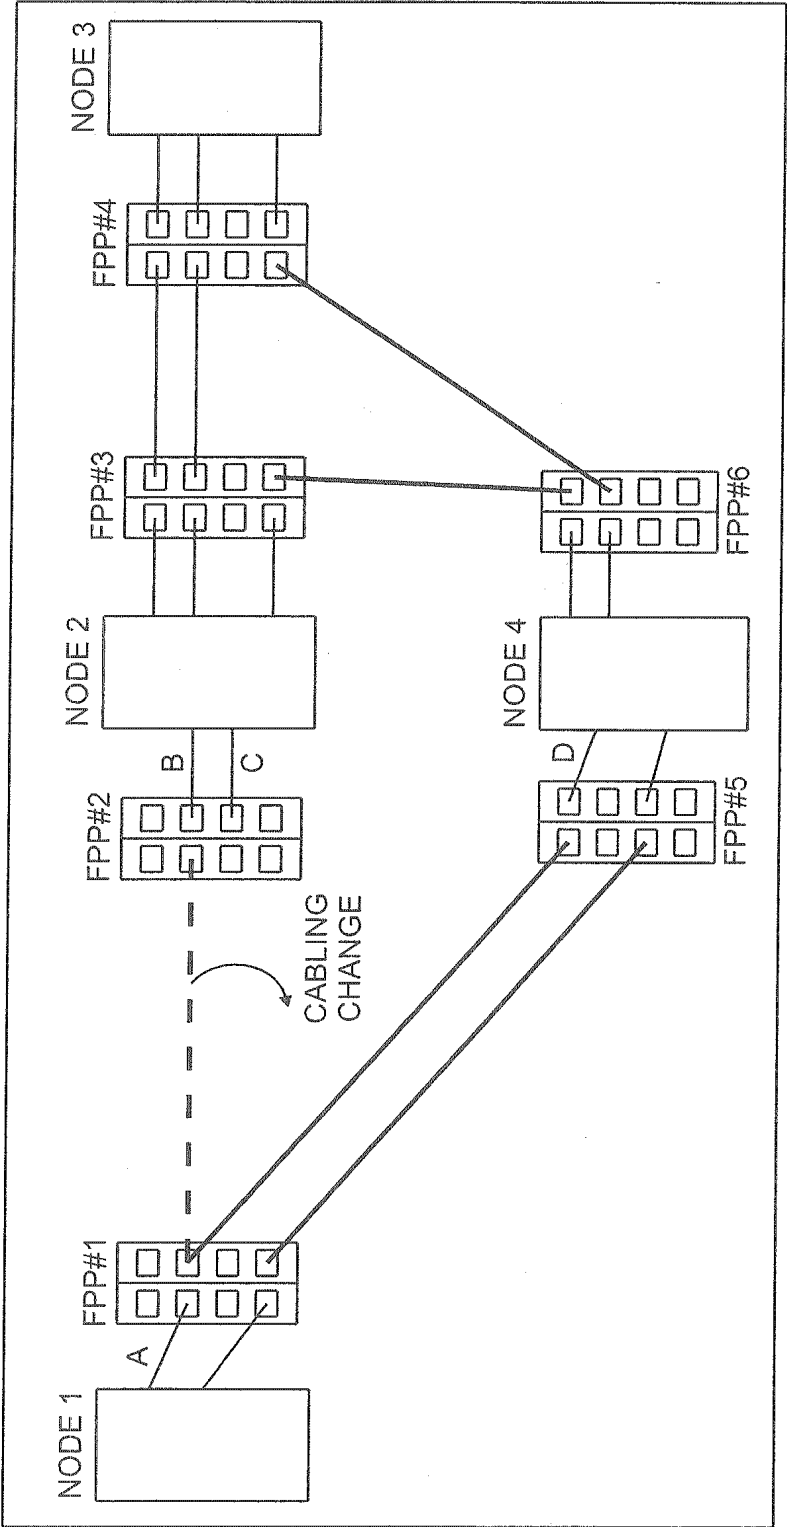 NODE 1
A
FPP#1
CABLING
CHANGE
FPP#2
B
C
NODE 2
FPP#3
FPP#4
NODE 3
FPP#5
D
NODE 4
FPP#6